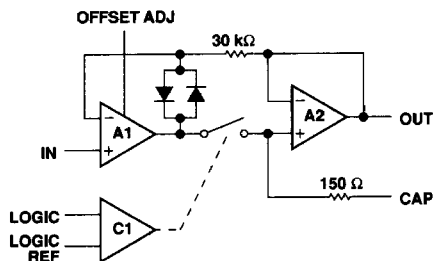 OFFSET ADJ
30 kΩ
−
A1
+
IN
−
A2
+
OUT
150 Ω
CAP
LOGIC
C1
LOGIC
REF